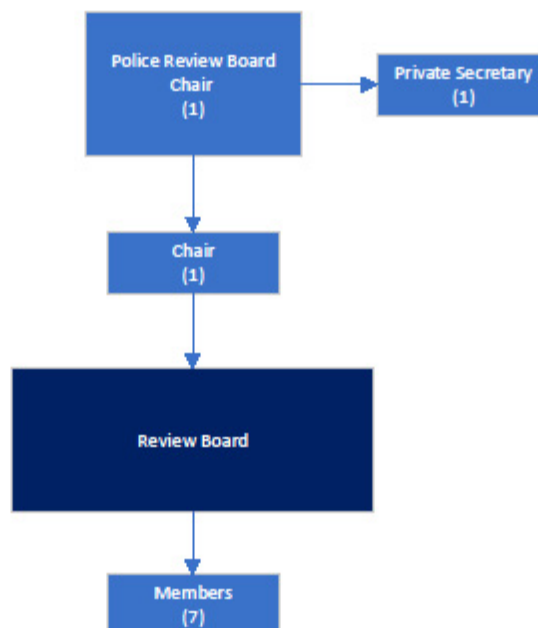 Police Review Board
Chair
(1)
Private Secretary
(1)
Chair
(1)
Review Board
Members
(7)